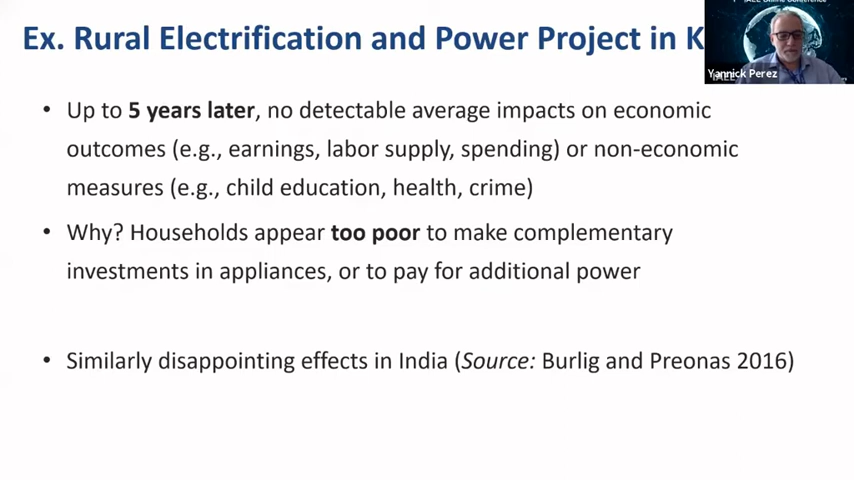 Ex. Rural Electrification and Power Project in K
Online Conference
Yannick Perez
• Up to 5 years later, no detectable average impacts on economic
outcomes (e.g., earnings, labor supply, spending) or non-economic
measures (e.g., child education, health, crime)
• Why? Households appear too poor to make complementary
investments in appliances, or to pay for additional power
• Similarly disappointing effects in India (Source: Burlig and Preonas 2016)